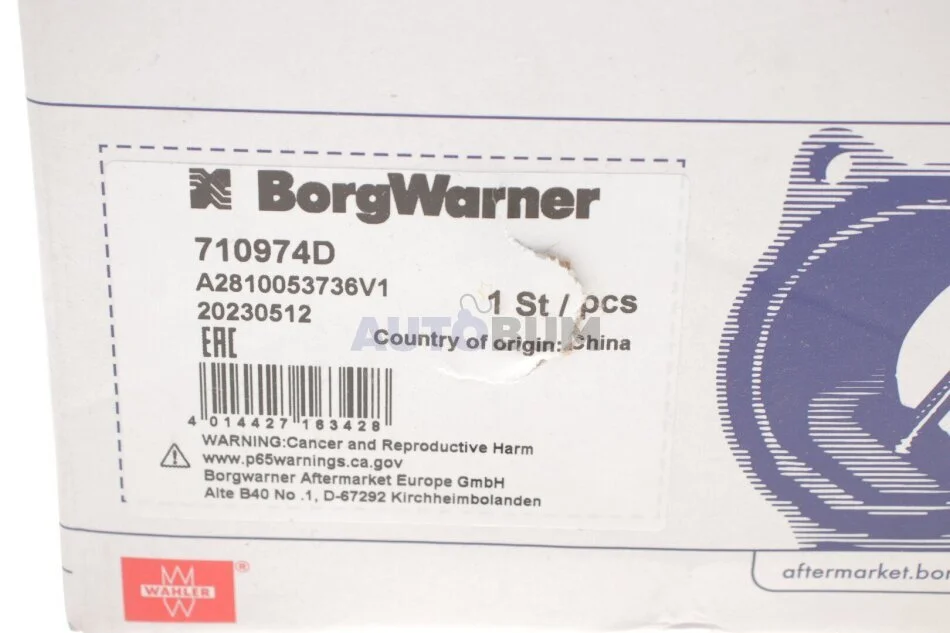 BorgWarner
710974D
A2810053736V1
20230512
1 St / pcs
Country of origin: China
EAC
4 014427 163428
WARNING:Cancer and Reproductive Harm
www.p65warnings.ca.gov
Borgwarner Aftermarket Europe GmbH
Alte B40 No .1, D-67292 Kirchheimbolanden
AUTOBUM
WAHLER
®
aftermarket.bor